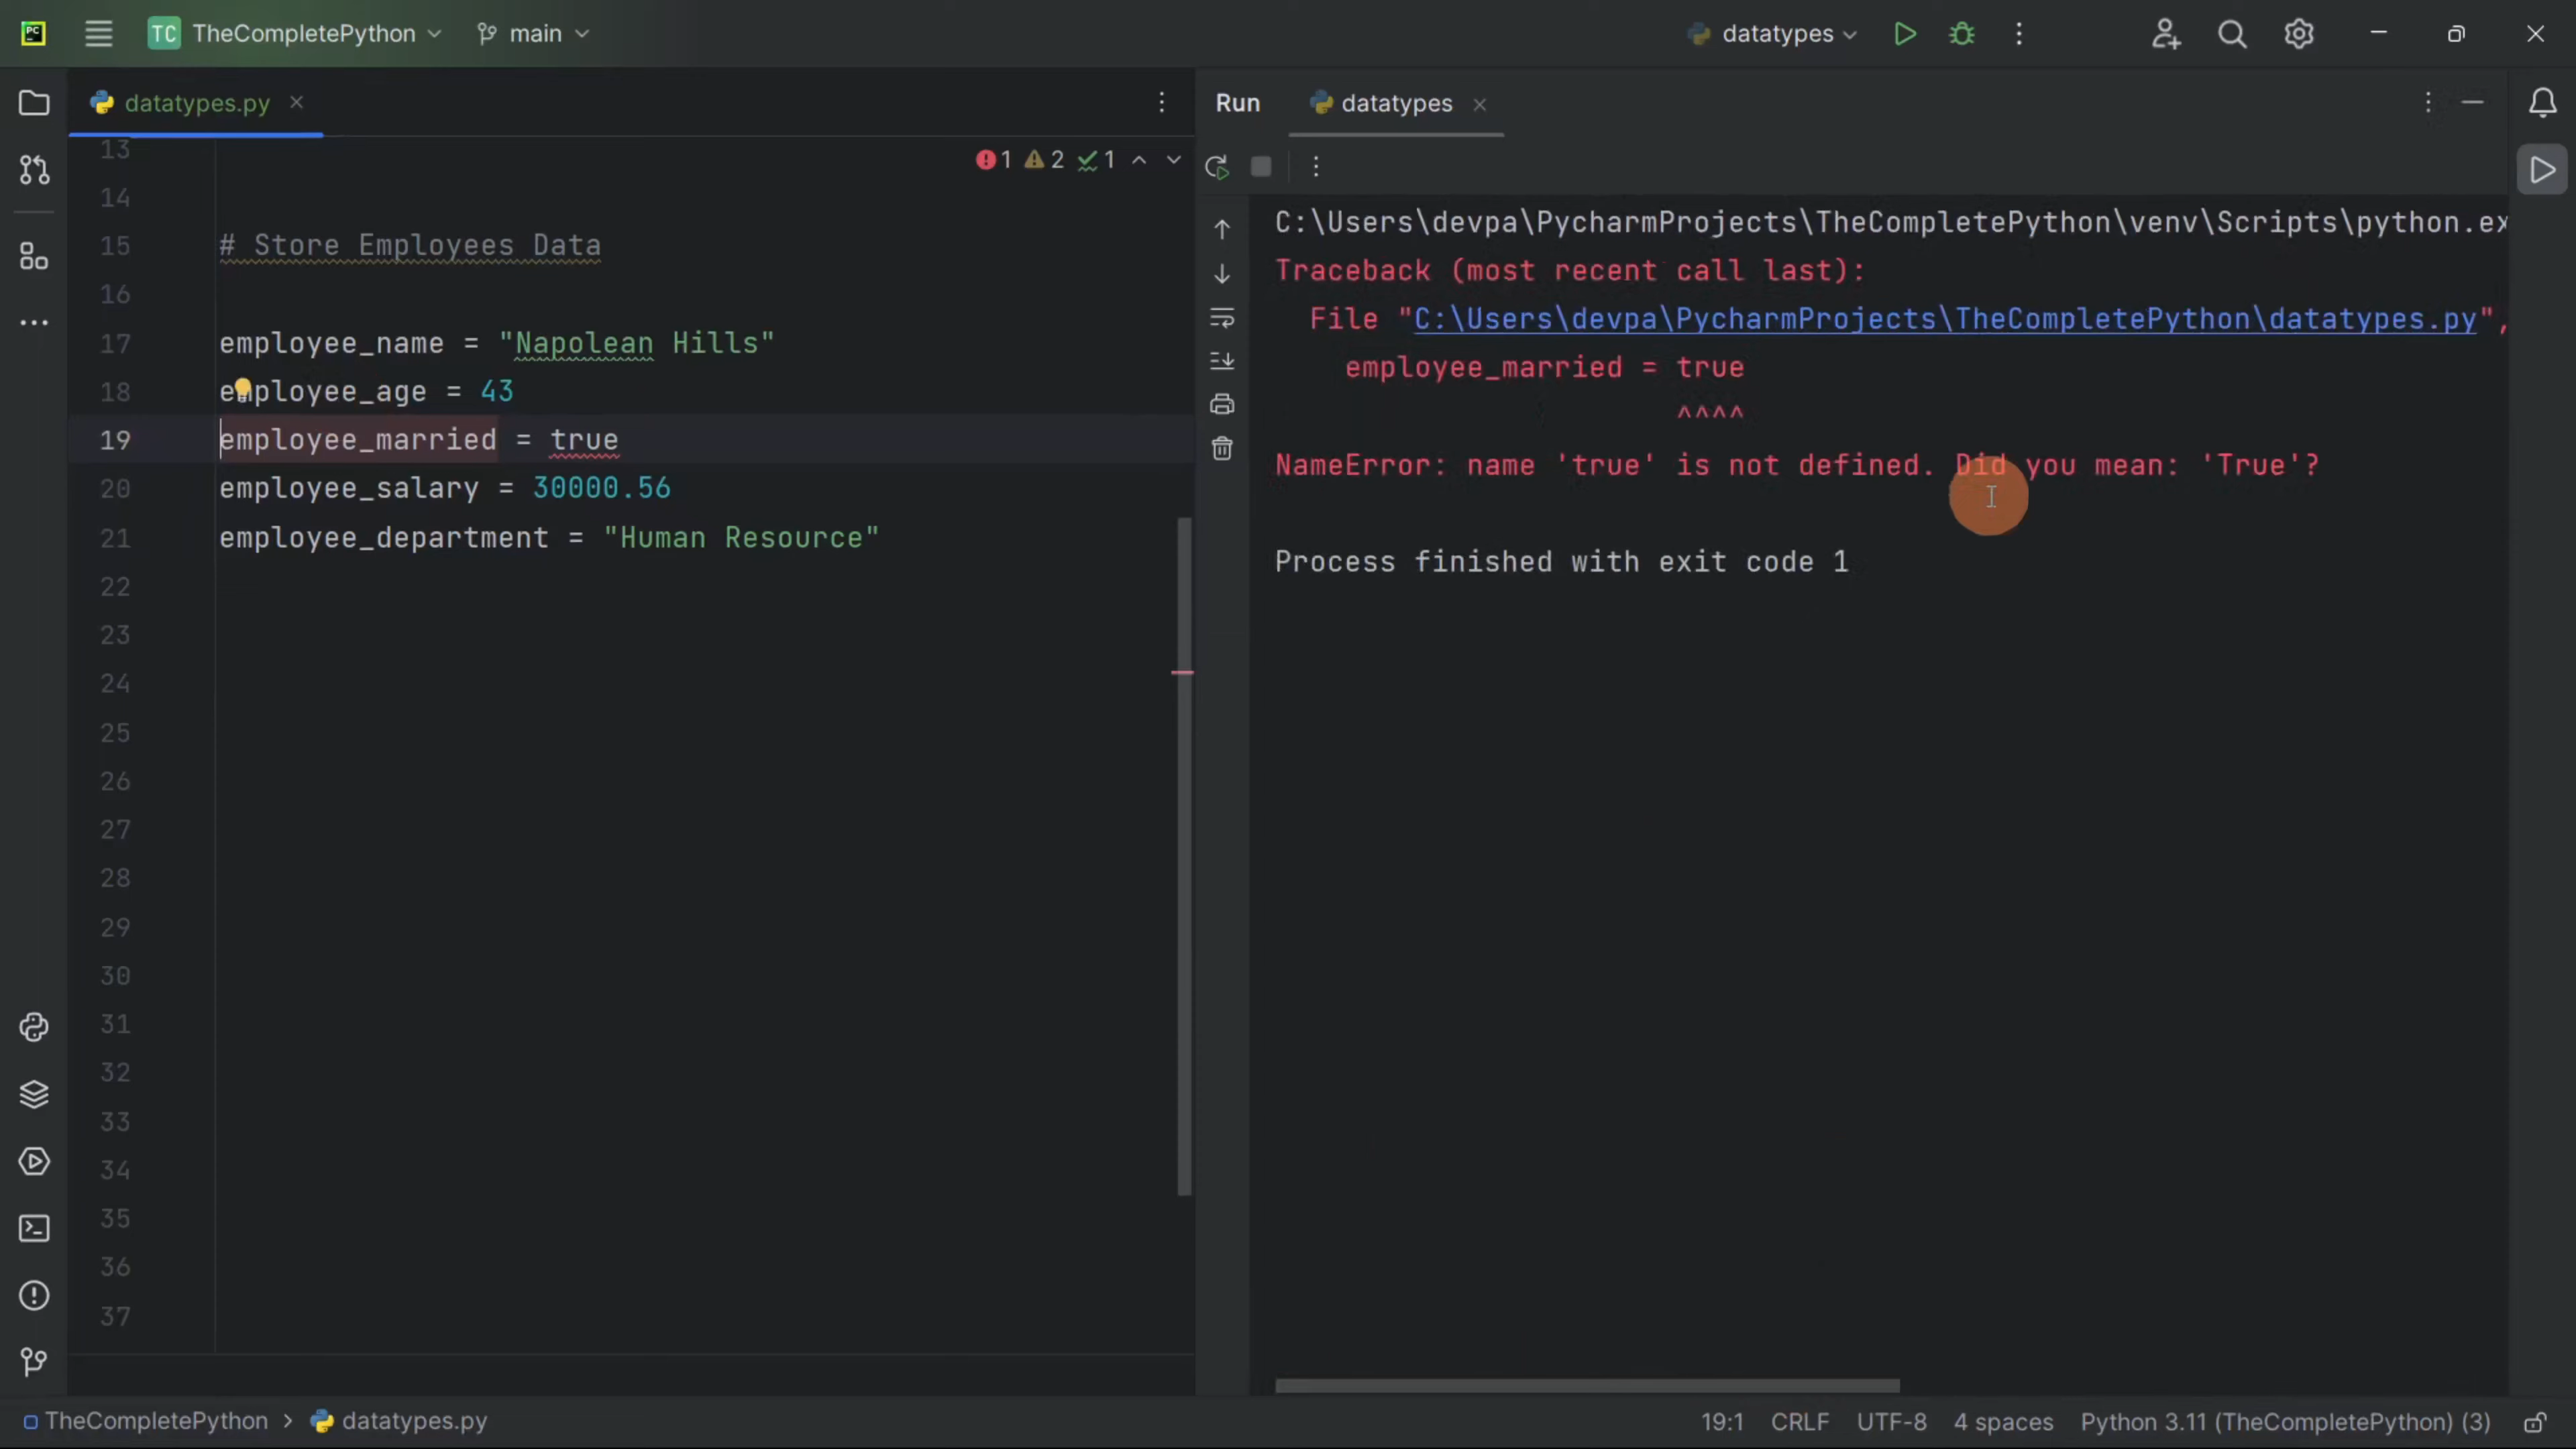 PC
TC TheCompletePython main
datatypes
datatypes.py
1 2 1
13
14
15 # Store Employees Data
16
17 employee_name = "Napolean Hills"
18 employee_age = 43
19 employee_married = true
20 employee_salary = 30000.56
21 employee_department = "Human Resource"
22
23
24
25
26
27
28
29
30
31
32
33
34
35
36
37
Run datatypes
C:\Users\devpa\PycharmProjects\TheCompletePython\venv\Scripts\python.ex
Traceback (most recent call last):
File "C:\Users\devpa\PycharmProjects\TheCompletePython\datatypes.py",
employee_married = true
^^^^
NameError: name 'true' is not defined. Did you mean: 'True'?
Process finished with exit code 1
TheCompletePython > datatypes.py
19:1 CRLF UTF-8 4 spaces Python 3.11 (TheCompletePython) (3)